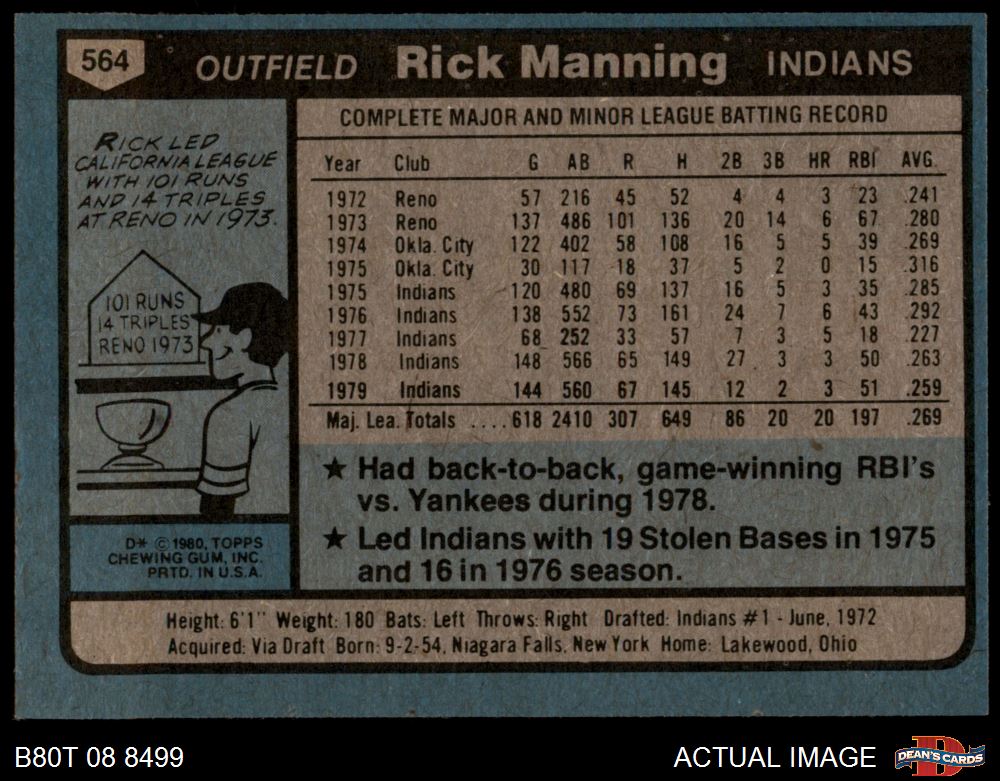 564 OUTFIELD Rick Manning INDIANS
RICK LED
CALIFORNIA LEAGUE
WITH 101 RUNS
AND 14 TRIPLES
AT RENO IN 1973.
101 RUNS
14 TRIPLES
RENO 1973
D* © 1980, TOPPS
CHEWING GUM, INC.
PRTD. IN U.S.A.
COMPLETE MAJOR AND MINOR LEAGUE BATTING RECORD
Year Club G AB R H 2B 3B HR RBI AVG.
1972 Reno 57 216 45 52 4 4 3 23 .241
1973 Reno 137 486 101 136 20 14 6 67 .280
1974 Okla. City 122 402 58 108 16 5 5 39 .269
1975 Okla. City 30 117 18 37 5 2 0 15 .316
1975 Indians 120 480 69 137 16 5 3 35 .285
1976 Indians 138 552 73 161 24 7 6 43 .292
1977 Indians 68 252 33 57 7 3 5 18 .227
1978 Indians 148 566 65 149 27 3 3 50 .263
1979 Indians 144 560 67 145 12 2 3 51 .259
Maj. Lea. Totals ....618 2410 307 649 86 20 20 197 .269
★ Had back-to-back, game-winning RBI's
vs. Yankees during 1978.
★ Led Indians with 19 Stolen Bases in 1975
and 16 in 1976 season.
Height: 6'1" Weight: 180 Bats: Left Throws: Right Drafted: Indians #1 - June, 1972
Acquired: Via Draft Born: 9-2-54, Niagara Falls, New York Home: Lakewood, Ohio
B80T 08 8499 ACTUAL IMAGE
D
DEAN'S CARDS